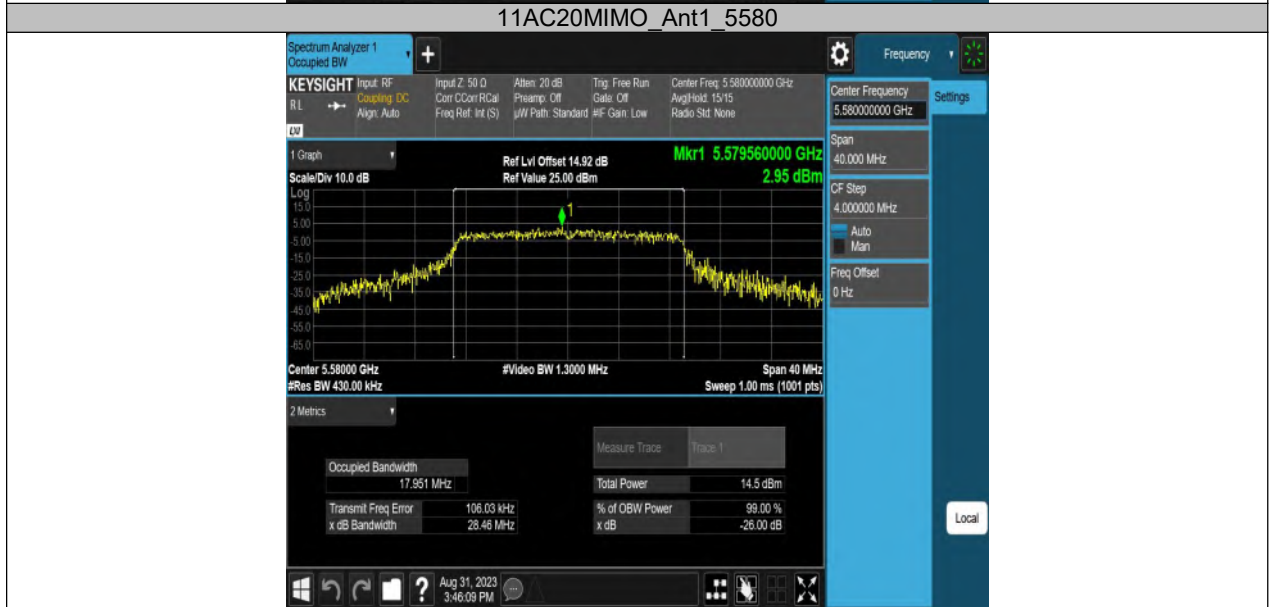 11AC20MIMO_Ant1_5580
Spectrum Analyzer 1
Occupied BW
+
Frequency
KEYSIGHT
Input: RF
Coupling: DC
Align: Auto
RL
LXI
Input Z: 50 Ω
Corr CCorr RCal
Freq Ref: Int (S)
Atten: 20 dB
Preamp: Off
µW Path: Standard
Trig: Free Run
Gate: Off
#IF Gain: Low
Center Freq: 5.580000000 GHz
Avg|Hold: 15/15
Radio Std: None
Center Frequency
5.580000000 GHz
Settings
Span
40.000 MHz
CF Step
4.000000 MHz
Auto
Man
Freq Offset
0 Hz
1 Graph
Scale/Div 10.0 dB
Ref Lvl Offset 14.92 dB
Ref Value 25.00 dBm
Mkr1 5.579560000 GHz
2.95 dBm
Log
15.0
5.00
-5.00
-15.0
-25.0
-35.0
-45.0
-55.0
-65.0
1
Center 5.58000 GHz
#Video BW 1.3000 MHz
Span 40 MHz
#Res BW 430.00 kHz
Sweep 1.00 ms (1001 pts)
2 Metrics
Measure Trace Trace 1
Occupied Bandwidth
17.951 MHz
Total Power 14.5 dBm
Transmit Freq Error 106.03 kHz
% of OBW Power 99.00 %
x dB Bandwidth 28.46 MHz
x dB -26.00 dB
Local
?
Aug 31, 2023
3:46:09 PM